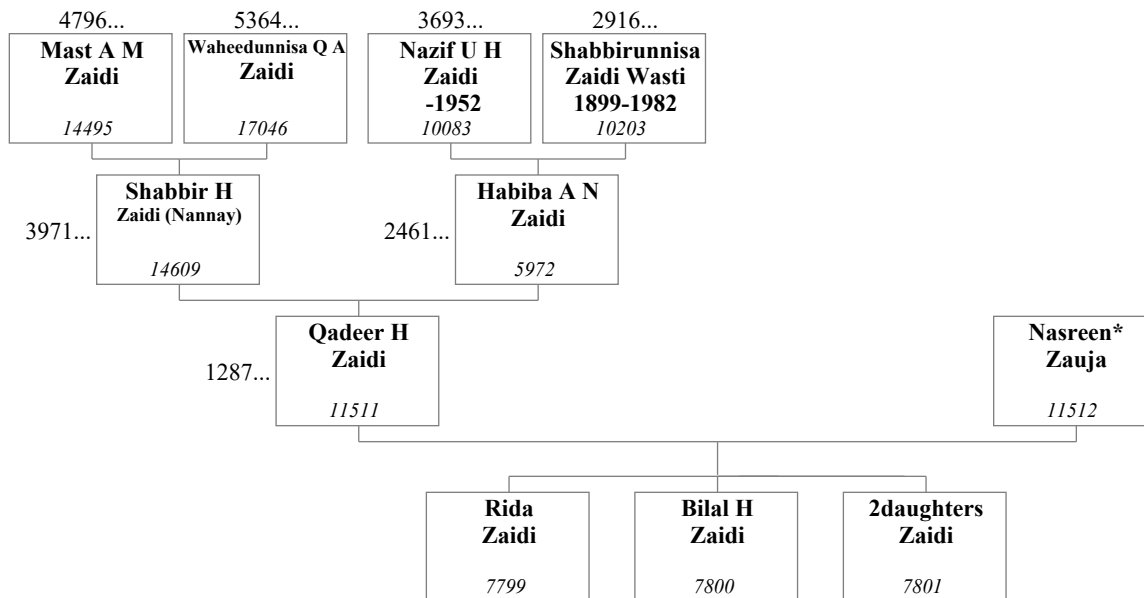 4796... 5364... 3693... 2916...
Mast A M Waheedunnisa Q A Nazif U H Shabbirunnisa
Zaidi Zaidi Zaidi Zaidi Wasti
-1952 1899-1982
14495 17046 10083 10203
Shabbir H Habiba A N
Zaidi (Nannay) Zaidi
3971... 2461...
14609 5972
Qadeer H Nasreen*
Zaidi Zauja
1287...
11511 11512
Rida Bilal H 2daughters
Zaidi Zaidi Zaidi
7799 7800 7801